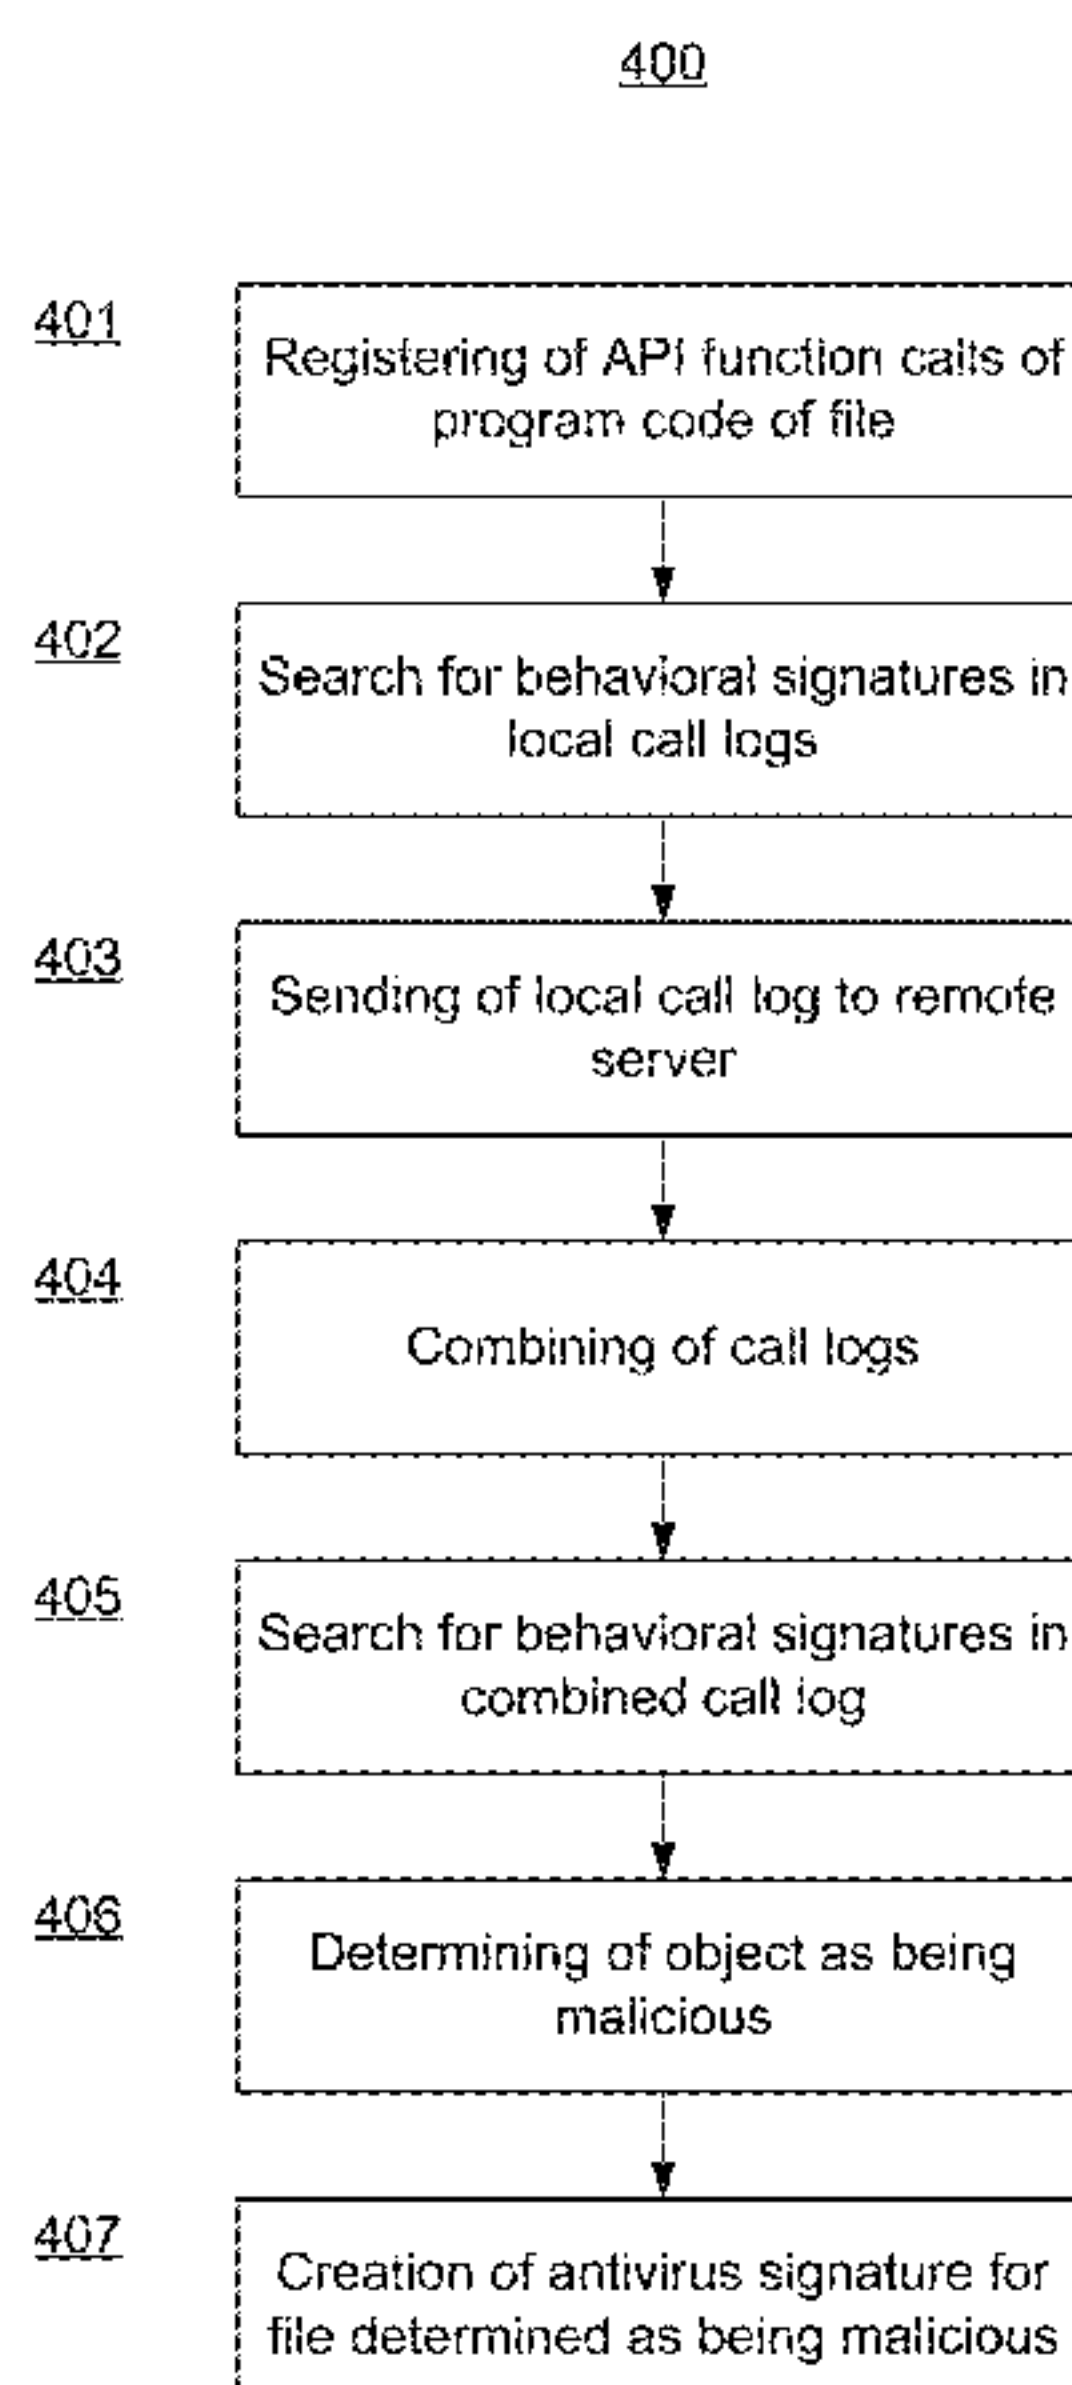 400
401
Registering of API function calls of
program code of file
402
Search for behavioral signatures in
local call logs
403
Sending of local call log to remote
server
404
Combining of call logs
405
Search for behavioral signatures in
combined call log
406
Determining of object as being
malicious
407
Creation of antivirus signature for
file determined as being malicious